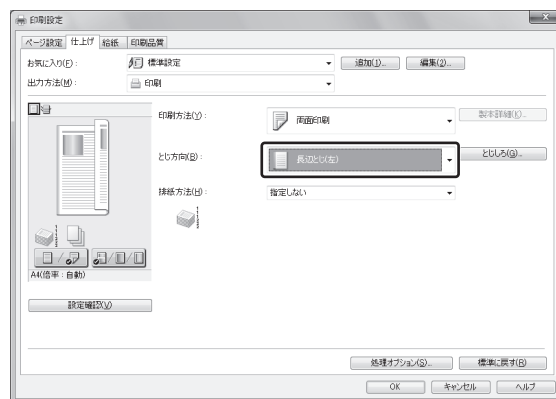 印刷設定
ページ設定 仕上げ 給紙 印刷品質
お気に入り(F): 標準設定 追加(1)... 編集(2)...
出力方法(M): 印刷
印刷方法(Y): 両面印刷 製本詳細(K)...
とじ方向(B): 長辺とじ(左) とじしろ(G)...
排紙方法(H): 指定しない
A4(倍率:自動)
設定確認(V)
処理オプション(S)... 標準に戻す(R)
OK キャンセル ヘルプ